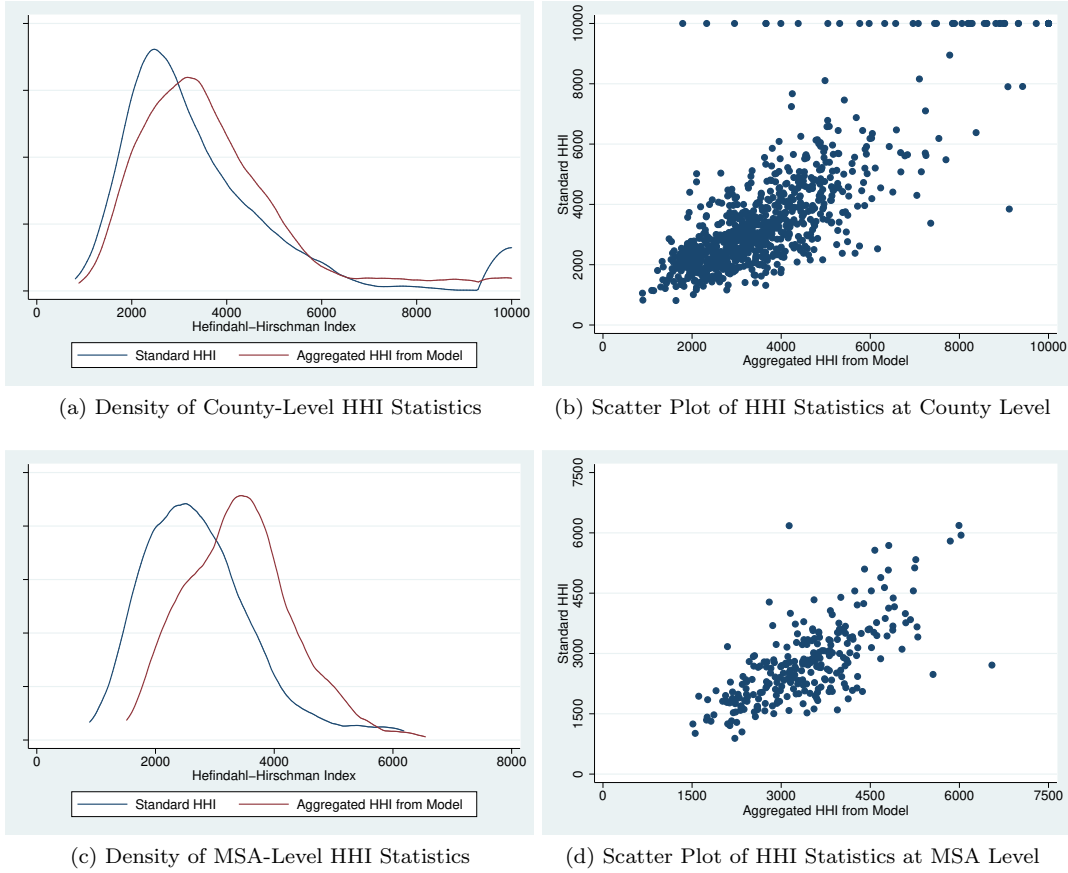 0 2000 4000 6000 8000 10000
Hefindahl−Hirschman Index
Standard HHI Aggregated HHI from Model
(a) Density of County-Level HHI Statistics
Standard HHI
0 2000 4000 6000 8000 10000
0 2000 4000 6000 8000 10000
Aggregated HHI from Model
(b) Scatter Plot of HHI Statistics at County Level
0 2000 4000 6000 8000
Hefindahl−Hirschman Index
Standard HHI Aggregated HHI from Model
(c) Density of MSA-Level HHI Statistics
Standard HHI
0 1500 3000 4500 6000 7500
0 1500 3000 4500 6000 7500
Aggregated HHI from Model
(d) Scatter Plot of HHI Statistics at MSA Level